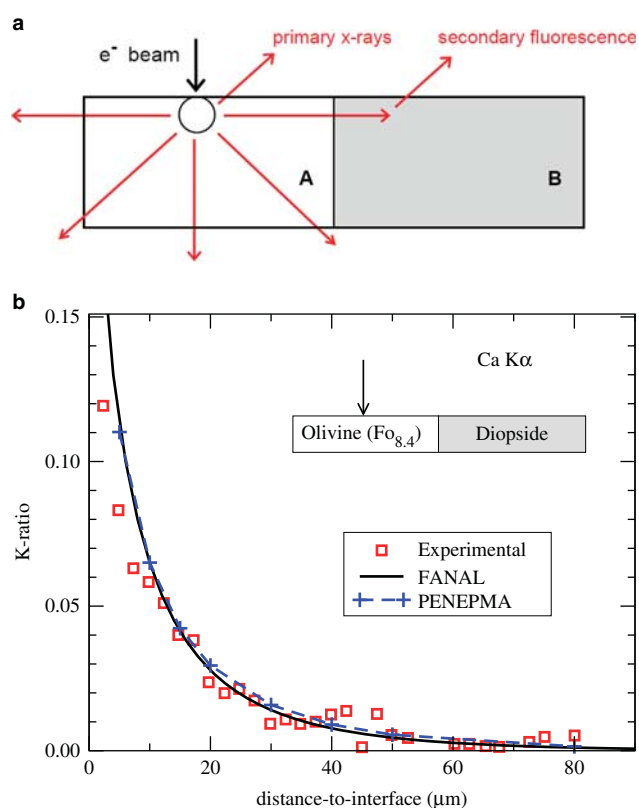 a
e⁻ beam
primary x-rays
secondary fluorescence
A
B
b
0.15
0.10
0.05
0.00
K-ratio
Ca Kα
Olivine (Fo₈.₄)
Diopside
Experimental
FANAL
PENEPMA
0
20
40
60
80
distance-to-interface (μm)